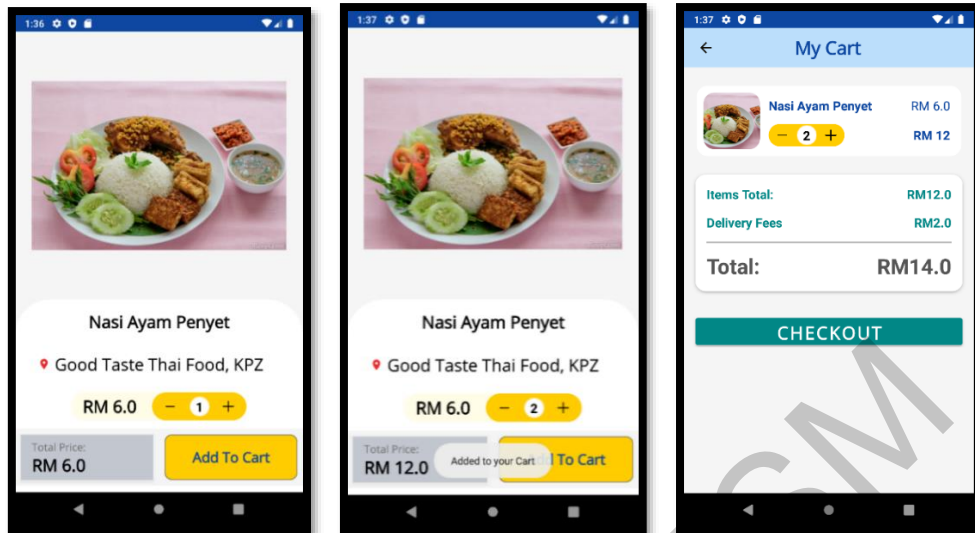 1:36
Nasi Ayam Penyet
Good Taste Thai Food, KPZ
RM 6.0 − 1 +
Total Price:
RM 6.0
Add To Cart
1:37
Nasi Ayam Penyet
Good Taste Thai Food, KPZ
RM 6.0 − 2 +
Total Price:
RM 12.0
Added to your Cart
To Cart
1:37
My Cart
Nasi Ayam Penyet RM 6.0
− 2 + RM 12
Items Total: RM12.0
Delivery Fees RM2.0
Total: RM14.0
CHECKOUT
SM